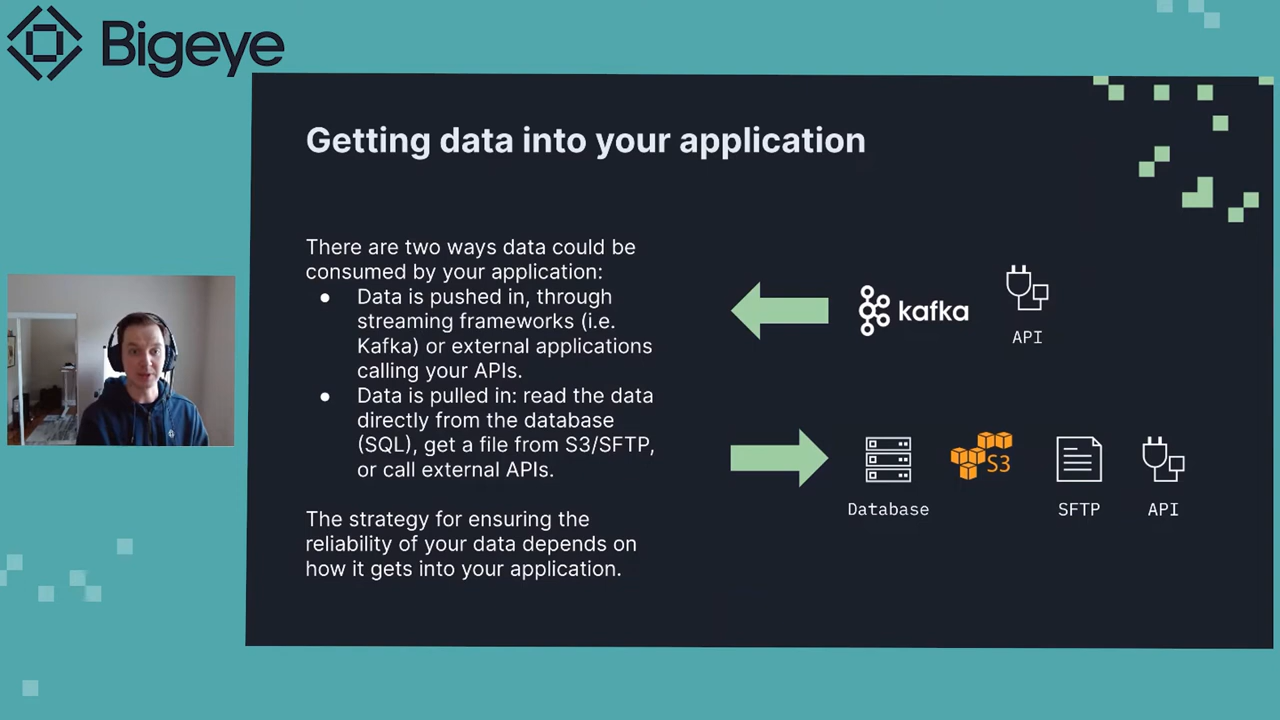 Bigeye
Getting data into your application
There are two ways data could be
consumed by your application:
● Data is pushed in, through
streaming frameworks (i.e.
Kafka) or external applications
calling your APIs.
● Data is pulled in: read the data
directly from the database
(SQL), get a file from S3/SFTP,
or call external APIs.
The strategy for ensuring the
reliability of your data depends on
how it gets into your application.
kafka
API
S3
Database
SFTP
API